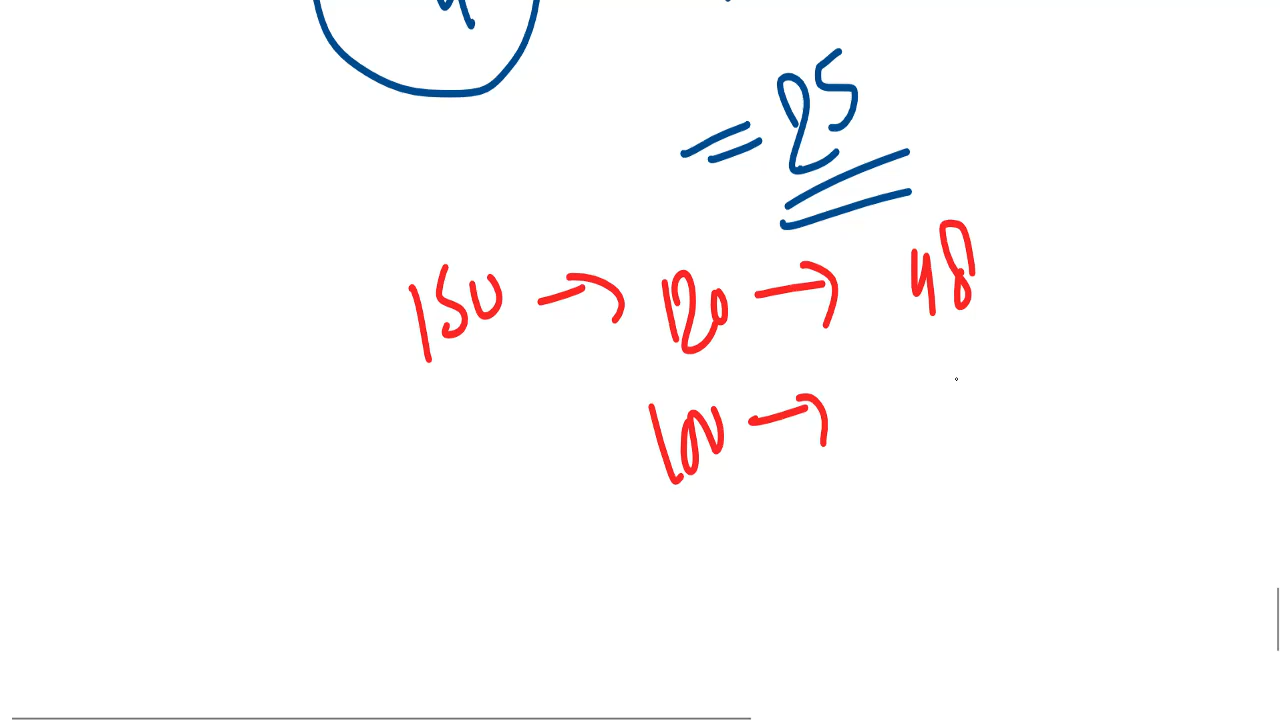 = 25
150 → 120 → 48
100 →